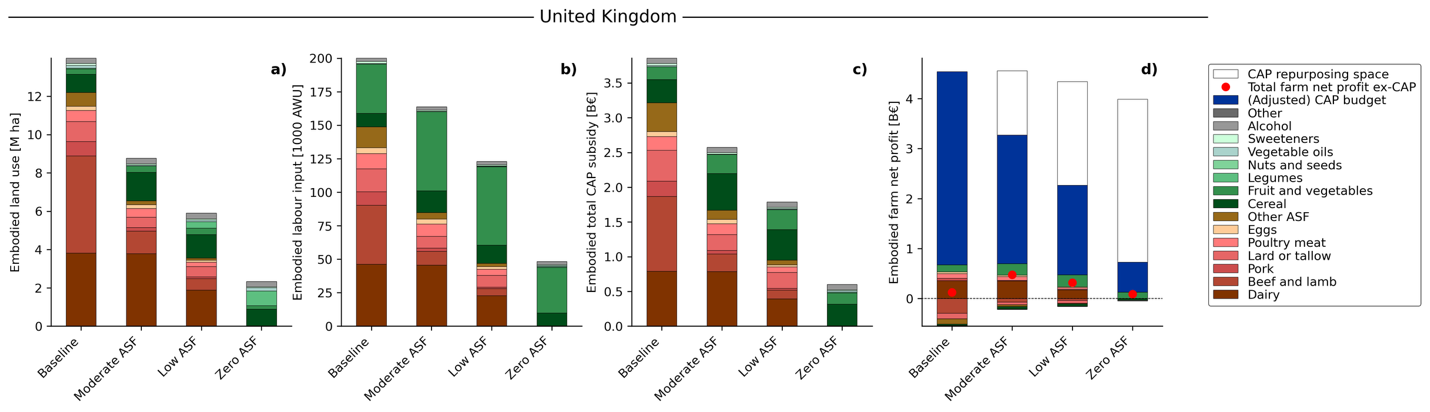 United Kingdom
a)
Embodied land use [M ha]
12
10
8
6
4
2
0
Baseline
Moderate ASF
Low ASF
Zero ASF
b)
Embodied labour input [1000 AWU]
200
175
150
125
100
75
50
25
0
Baseline
Moderate ASF
Low ASF
Zero ASF
c)
Embodied total CAP subsidy [B€]
3.5
3.0
2.5
2.0
1.5
1.0
0.5
0.0
Baseline
Moderate ASF
Low ASF
Zero ASF
d)
Embodied farm net profit [B€]
4
3
2
1
0
Baseline
Moderate ASF
Low ASF
Zero ASF
CAP repurposing space
Total farm net profit ex-CAP
(Adjusted) CAP budget
Other
Alcohol
Sweeteners
Vegetable oils
Nuts and seeds
Legumes
Fruit and vegetables
Cereal
Other ASF
Eggs
Poultry meat
Lard or tallow
Pork
Beef and lamb
Dairy